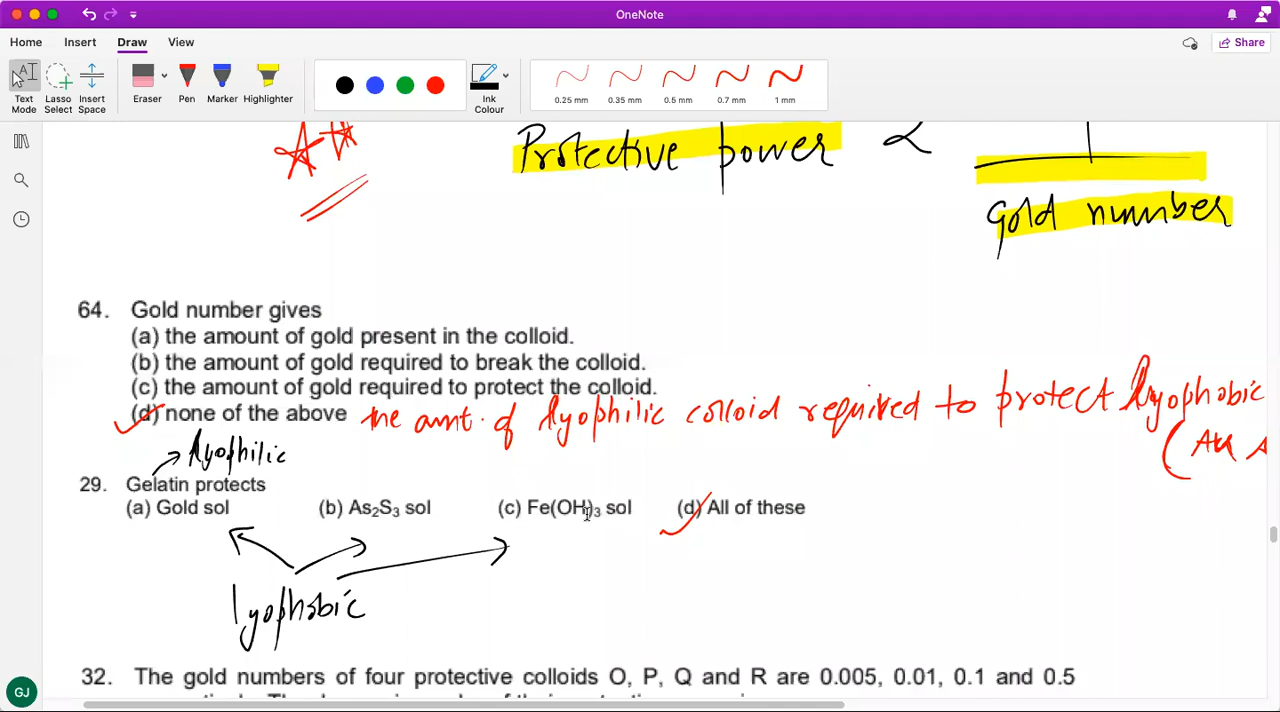 OneNote
Home Insert Draw View
Share
Text Mode
Lasso Select
Insert Space
Eraser
Pen
Marker
Highlighter
Ink Colour
0.25 mm 0.35 mm 0.5 mm 0.7 mm 1 mm
Protective power ∝ 1
gold number
64. Gold number gives
(a) the amount of gold present in the colloid.
(b) the amount of gold required to break the colloid.
(c) the amount of gold required to protect the colloid.
(d) none of the above the amt. of lyophilic colloid required to protect lyophobic
(Au
lyophilic
29. Gelatin protects
(a) Gold sol (b) As₂S₃ sol (c) Fe(OH)₃ sol (d) All of these
lyophobic
32. The gold numbers of four protective colloids O, P, Q and R are 0.005, 0.01, 0.1 and 0.5
GJ